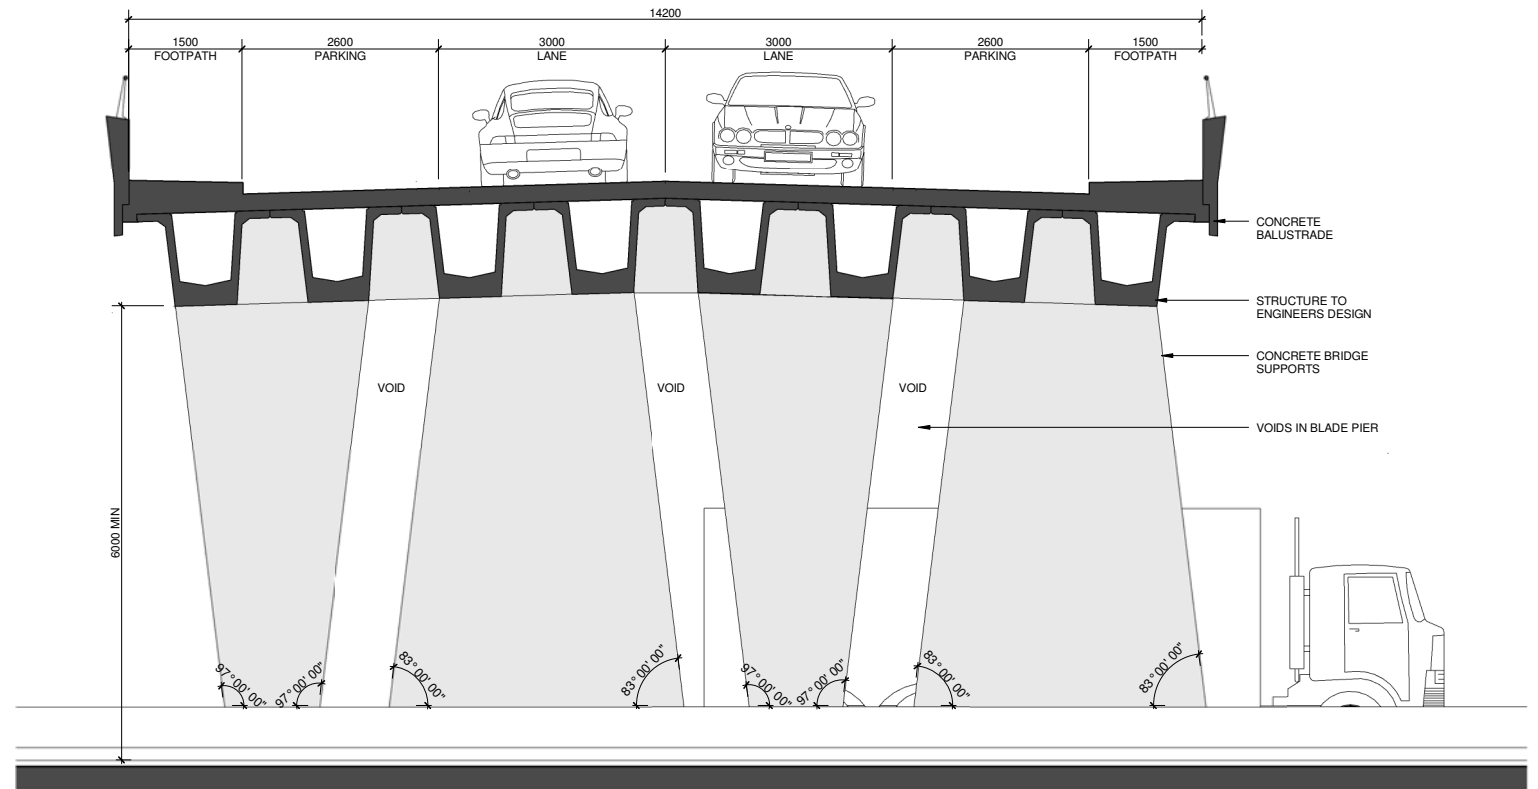 14200
1500
FOOTPATH
2600
PARKING
3000
LANE
3000
LANE
2600
PARKING
1500
FOOTPATH
CONCRETE
BALUSTRADE
STRUCTURE TO
ENGINEERS DESIGN
CONCRETE BRIDGE
SUPPORTS
VOID
VOID
VOID
VOIDS IN BLADE PIER
6000 MIN
97° 00' 00"
97° 00' 00"
83° 00' 00"
83° 00' 00"
97° 00' 00"
97° 00' 00"
83° 00' 00"
83° 00' 00"